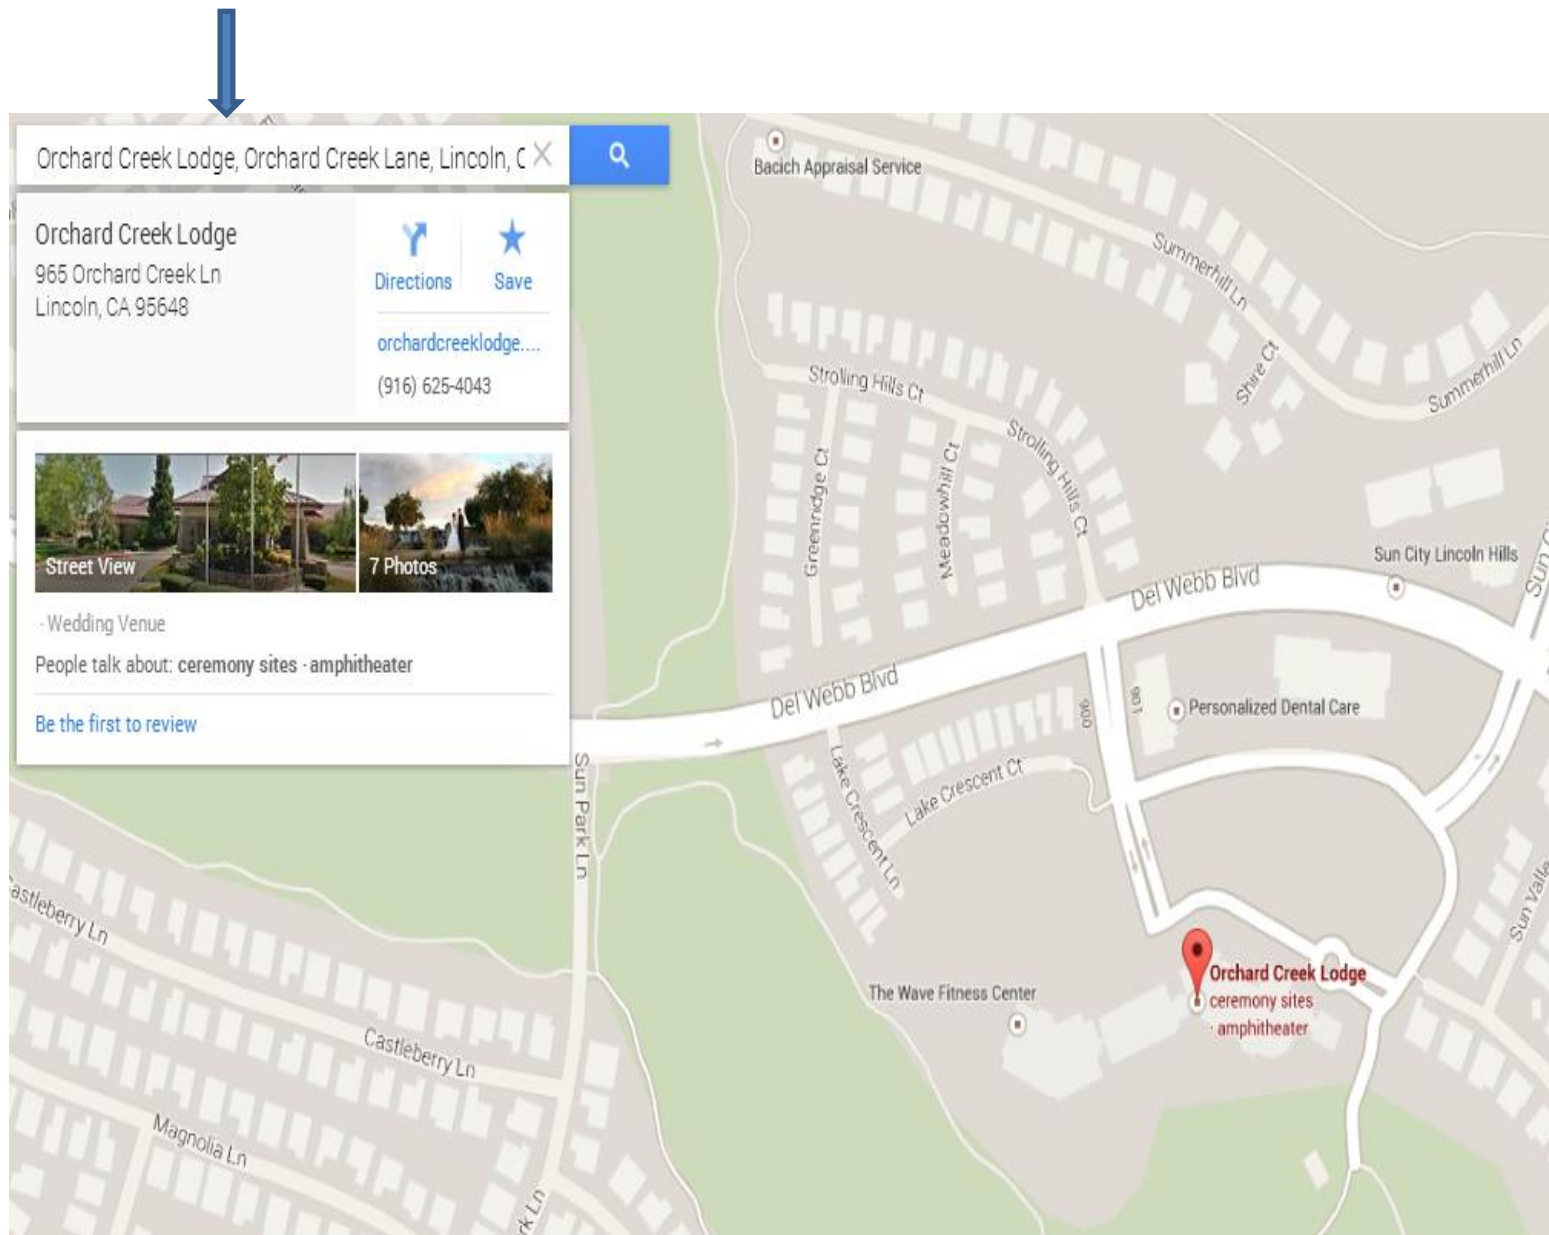 Orchard Creek Lodge, Orchard Creek Lane, Lincoln, C
Orchard Creek Lodge
965 Orchard Creek Ln
Lincoln, CA 95648
Directions
Save
orchardcreeklodge....
(916) 625-4043
Street View
7 Photos
- Wedding Venue
People talk about: ceremony sites · amphitheater
Be the first to review
Bacich Appraisal Service
Summerhill Ln
Shire Ct
Summerhill Ln
Strolling Hills Ct
Strolling Hills Ct
Greenridge Ct
Meadowhill Ct
Sun City Lincoln Hills
Del Webb Blvd
Del Webb Blvd
900
901
Personalized Dental Care
Lake Crescent Ct
Lake Crescent Ln
Sun Park Ln
Sun Valle
astleberry Ln
Castleberry Ln
Magnolia Ln
rk Ln
The Wave Fitness Center
Orchard Creek Lodge
ceremony sites
· amphitheater